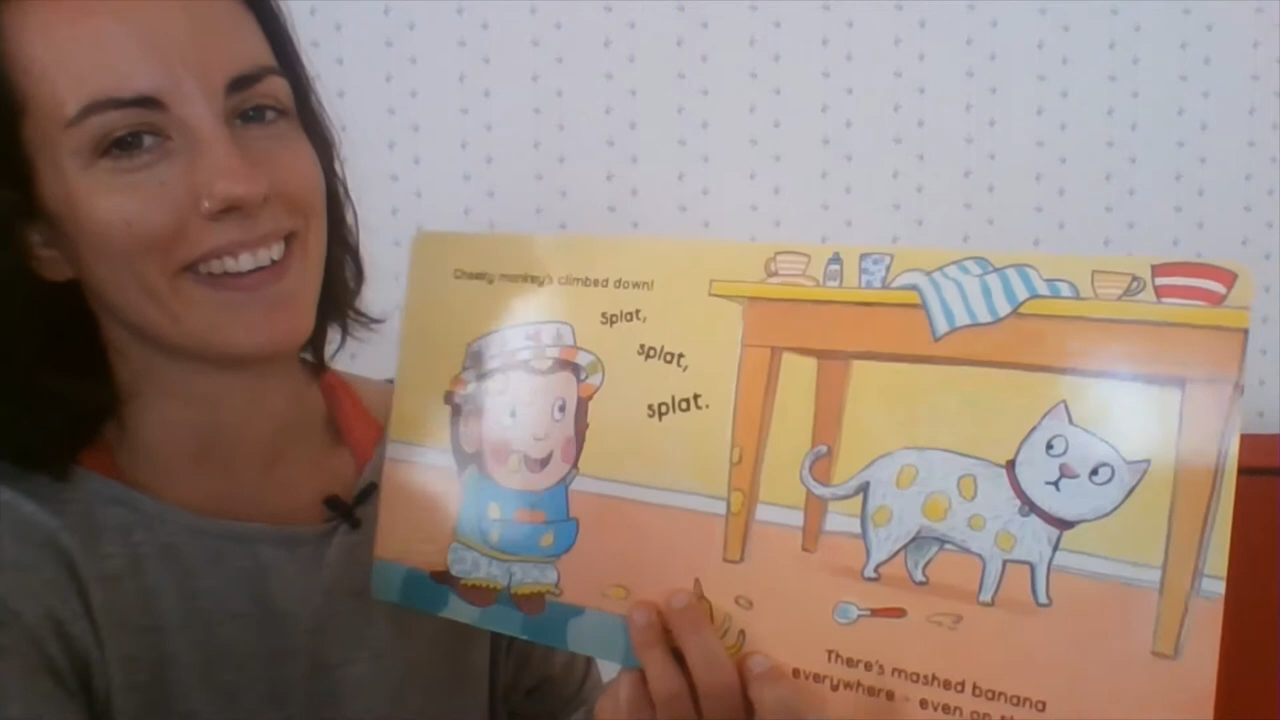 Cheeky monkey's climbed down!
splat,
splat,
splat.
There's mashed banana
everywhere - even on